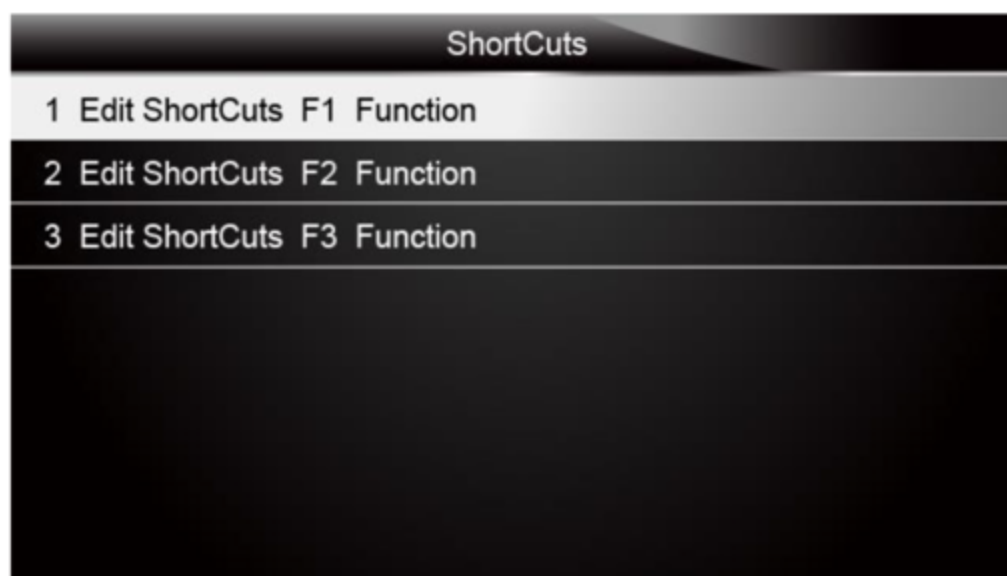 ShortCuts
1 Edit ShortCuts F1 Function
2 Edit ShortCuts F2 Function
3 Edit ShortCuts F3 Function